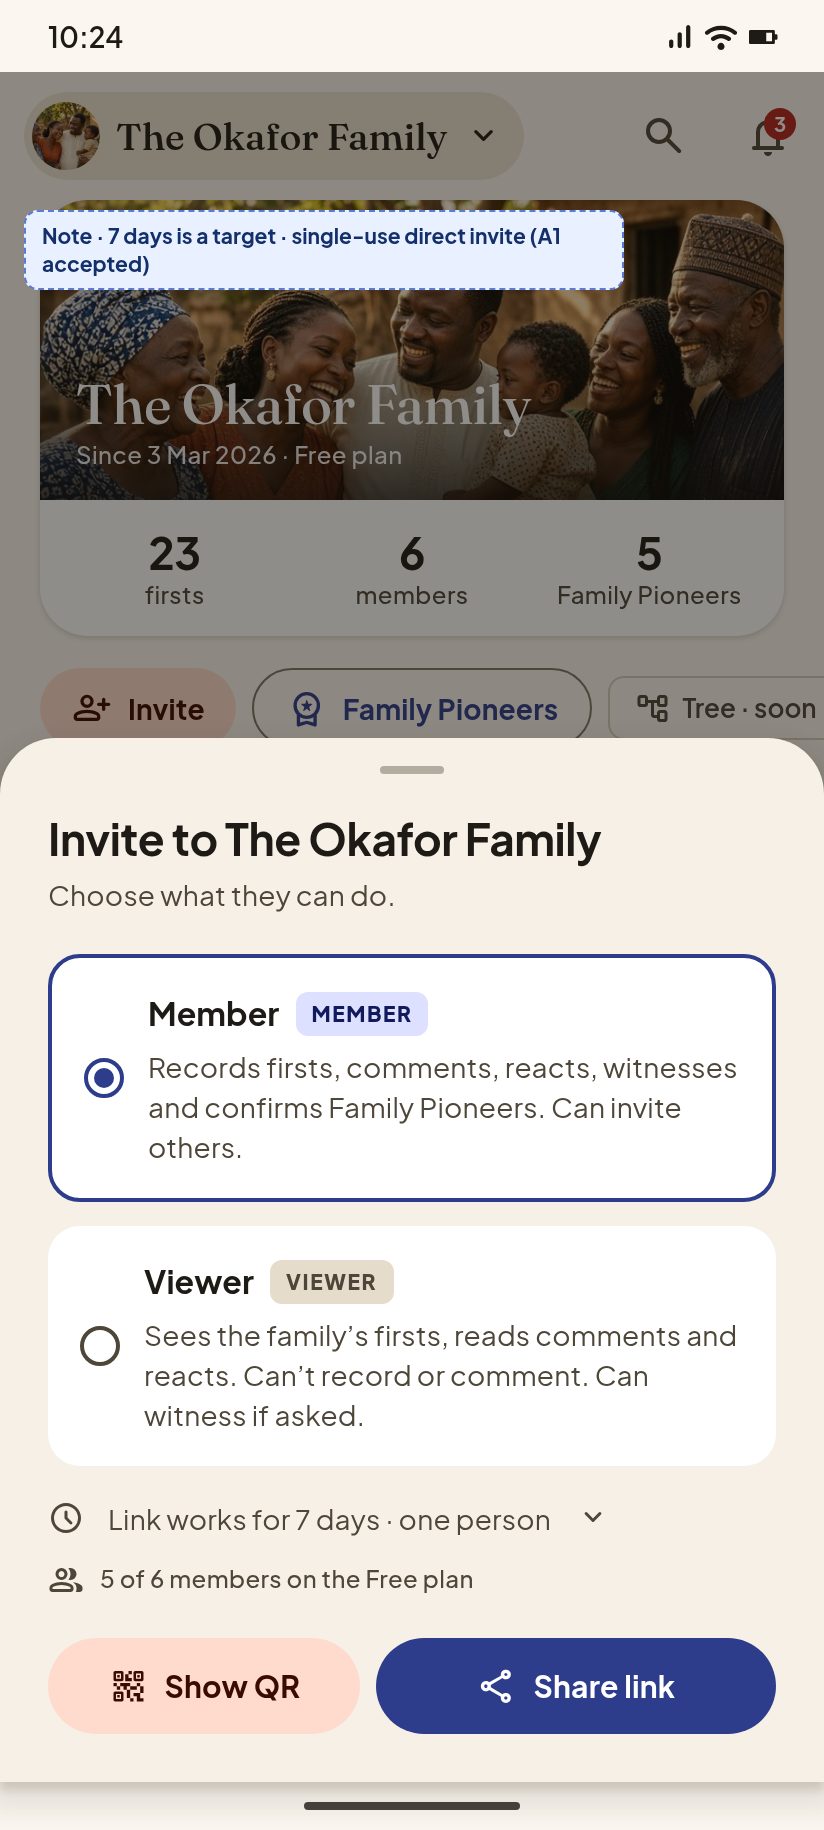 10:24
The Okafor Family
3
Note · 7 days is a target · single-use direct invite (A1
accepted)
The Okafor Family
Since 3 Mar 2026 · Free plan
23
firsts
6
members
5
Family Pioneers
Invite
Family Pioneers
Tree · soon
Invite to The Okafor Family
Choose what they can do.
Member MEMBER
Records firsts, comments, reacts, witnesses
and confirms Family Pioneers. Can invite
others.
Viewer VIEWER
Sees the family’s firsts, reads comments and
reacts. Can’t record or comment. Can
witness if asked.
Link works for 7 days · one person
5 of 6 members on the Free plan
Show QR
Share link